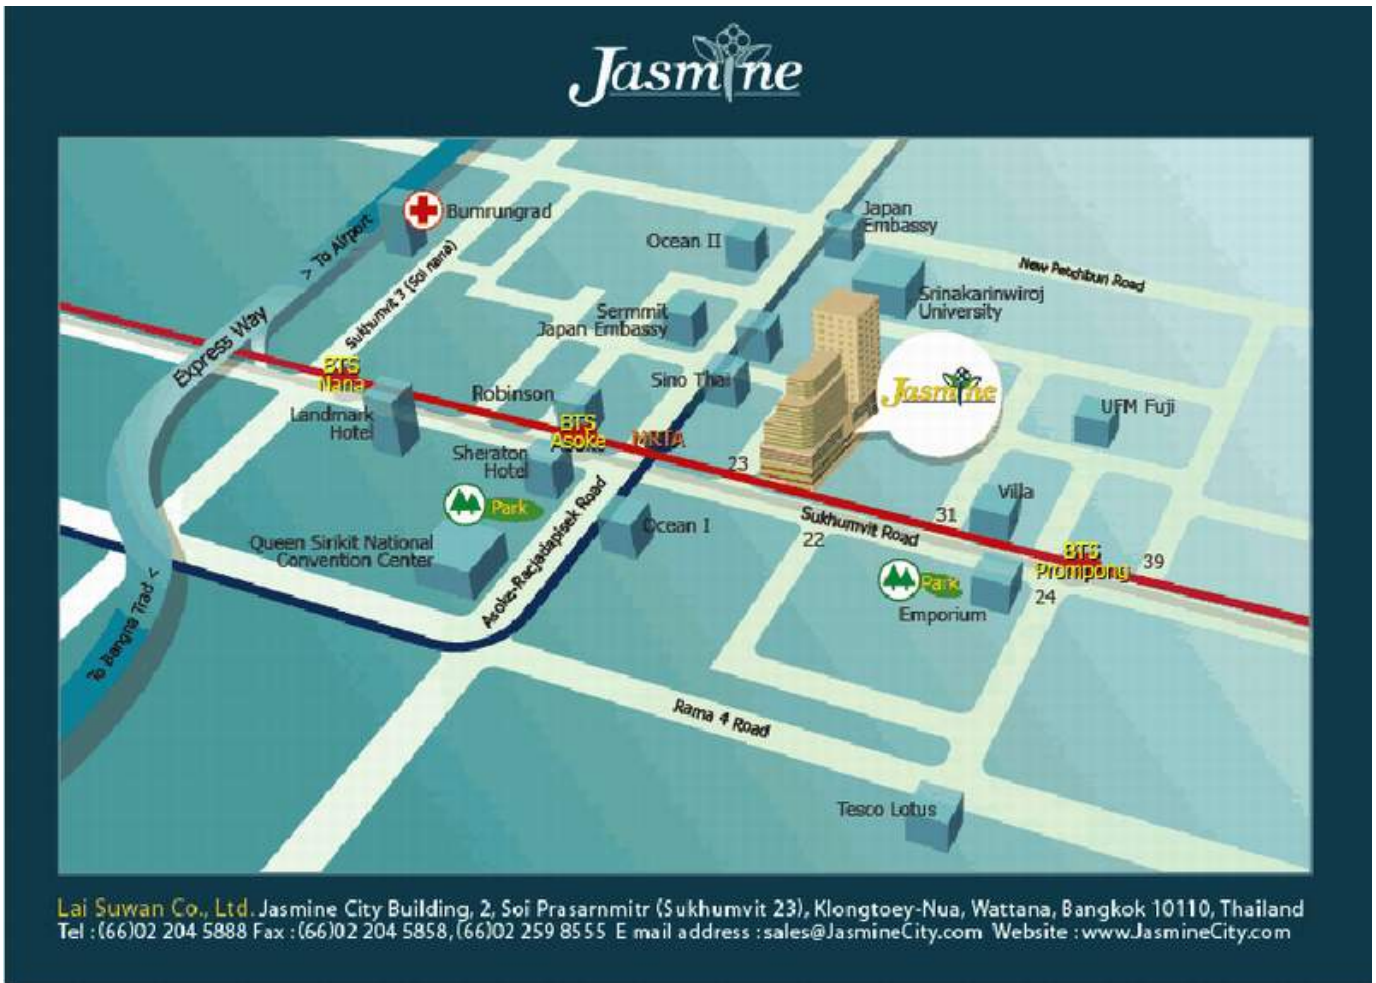 Jasmine
Bumrungrad
Japan
Embassy
Ocean II
> To Airport
Sukhumvit 3 (Soi nana)
New Petchburi Road
Srinakarinwiroj
University
Sermmit
Japan Embassy
Express Way
BTS
Nana
Sino Thai
Jasmine
Robinson
Landmark
Hotel
UFM Fuji
BTS
Asoke
Asoke
MRTA
Sheraton
Hotel
23
Villa
Park
31
Sukhumvit Road
22
Ocean I
Queen Sirikit National
Convention Center
Asoke-Racjadapisek Road
BTS
Prompong
39
Park
24
Emporium
To Bangna Trad <
Rama 4 Road
Tesco Lotus
Lai Suwan Co., Ltd. Jasmine City Building, 2, Soi Prasarnmitr (Sukhumvit 23), Klongtoey-Nua, Wattana, Bangkok 10110, Thailand
Tel : (66)02 204 5888 Fax : (66)02 204 5858, (66)02 259 8555 E mail address : sales@JasmineCity.com Website : www.JasmineCity.com